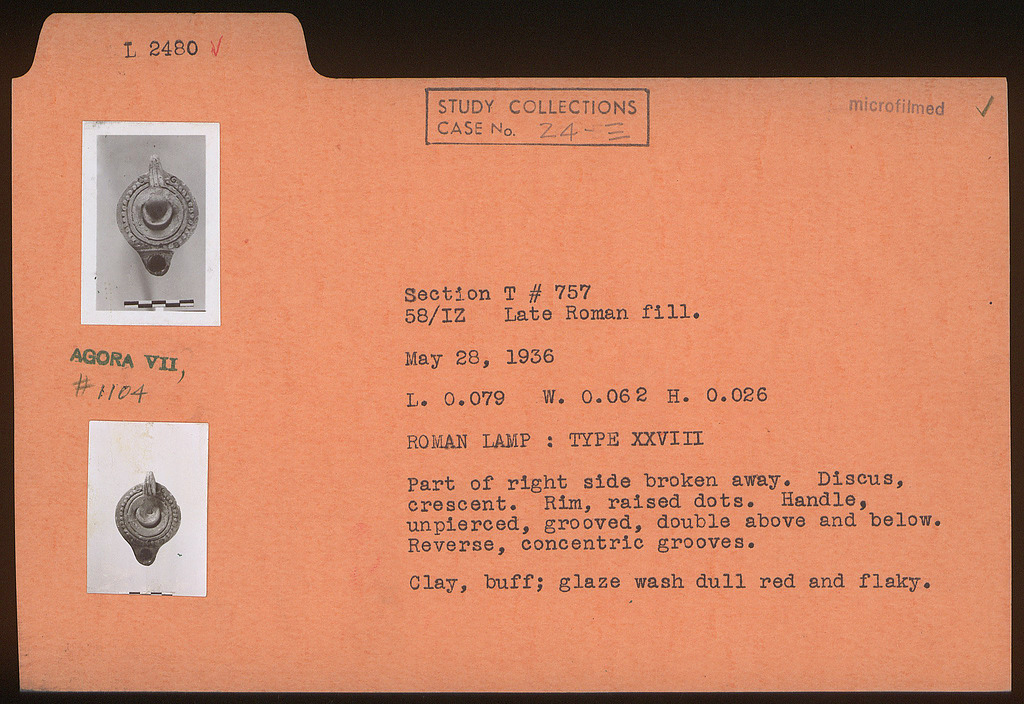 L 2480 √
STUDY COLLECTIONS
CASE No. 24-Ξ
microfilmed ✓
Section T # 757
58/IZ Late Roman fill.
May 28, 1936
L. 0.079 W. 0.062 H. 0.026
ROMAN LAMP : TYPE XXVIII
Part of right side broken away. Discus,
crescent. Rim, raised dots. Handle,
unpierced, grooved, double above and below.
Reverse, concentric grooves.
Clay, buff; glaze wash dull red and flaky.
AGORA VII,
#1104